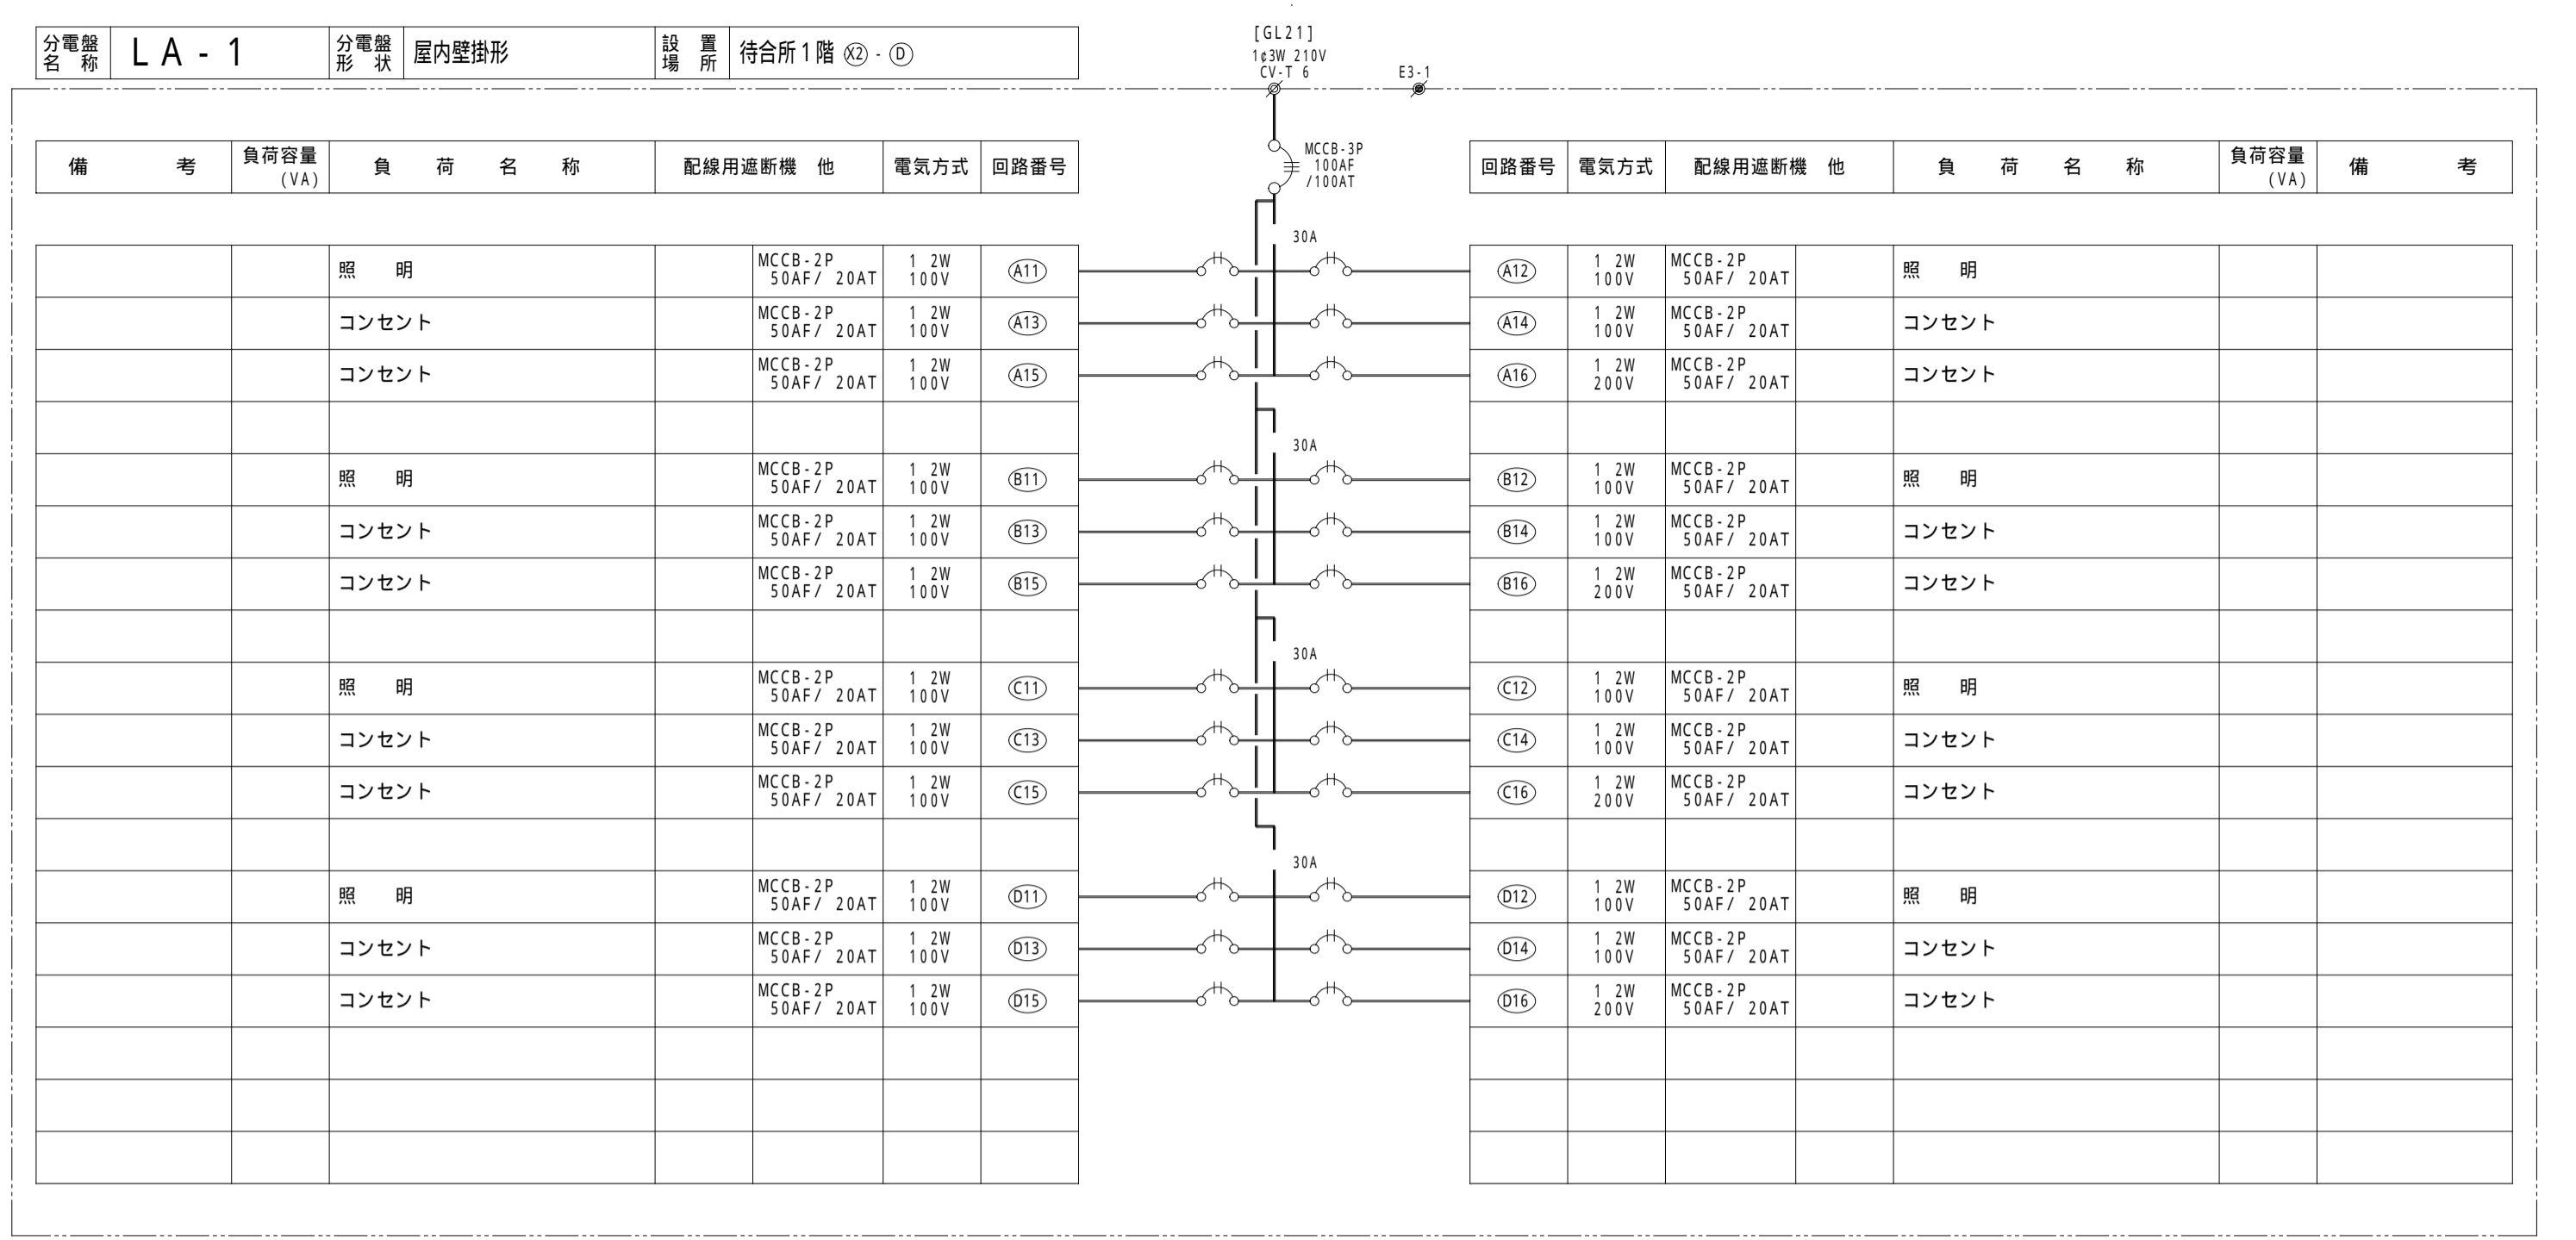 分電盤名称 LA-1 分電盤形状 屋内壁掛形 設置場所 待合所1階 X2 - D
[GL21]
1¢3W 210V
CV-T 6
E3-1
備考 負荷容量(VA) 負荷名称 配線用遮断機 他 電気方式 回路番号
MCCB-3P
100AF
/100AT
回路番号 電気方式 配線用遮断機 他 負荷名称 負荷容量(VA) 備考
30A
照明 MCCB-2P 50AF/ 20AT 1 2W 100V A11
A12 1 2W 100V MCCB-2P 50AF/ 20AT 照明
コンセント MCCB-2P 50AF/ 20AT 1 2W 100V A13
A14 1 2W 100V MCCB-2P 50AF/ 20AT コンセント
コンセント MCCB-2P 50AF/ 20AT 1 2W 100V A15
A16 1 2W 200V MCCB-2P 50AF/ 20AT コンセント
30A
照明 MCCB-2P 50AF/ 20AT 1 2W 100V B11
B12 1 2W 100V MCCB-2P 50AF/ 20AT 照明
コンセント MCCB-2P 50AF/ 20AT 1 2W 100V B13
B14 1 2W 100V MCCB-2P 50AF/ 20AT コンセント
コンセント MCCB-2P 50AF/ 20AT 1 2W 100V B15
B16 1 2W 200V MCCB-2P 50AF/ 20AT コンセント
30A
照明 MCCB-2P 50AF/ 20AT 1 2W 100V C11
C12 1 2W 100V MCCB-2P 50AF/ 20AT 照明
コンセント MCCB-2P 50AF/ 20AT 1 2W 100V C13
C14 1 2W 100V MCCB-2P 50AF/ 20AT コンセント
コンセント MCCB-2P 50AF/ 20AT 1 2W 100V C15
C16 1 2W 200V MCCB-2P 50AF/ 20AT コンセント
30A
照明 MCCB-2P 50AF/ 20AT 1 2W 100V D11
D12 1 2W 100V MCCB-2P 50AF/ 20AT 照明
コンセント MCCB-2P 50AF/ 20AT 1 2W 100V D13
D14 1 2W 100V MCCB-2P 50AF/ 20AT コンセント
コンセント MCCB-2P 50AF/ 20AT 1 2W 100V D15
D16 1 2W 200V MCCB-2P 50AF/ 20AT コンセント